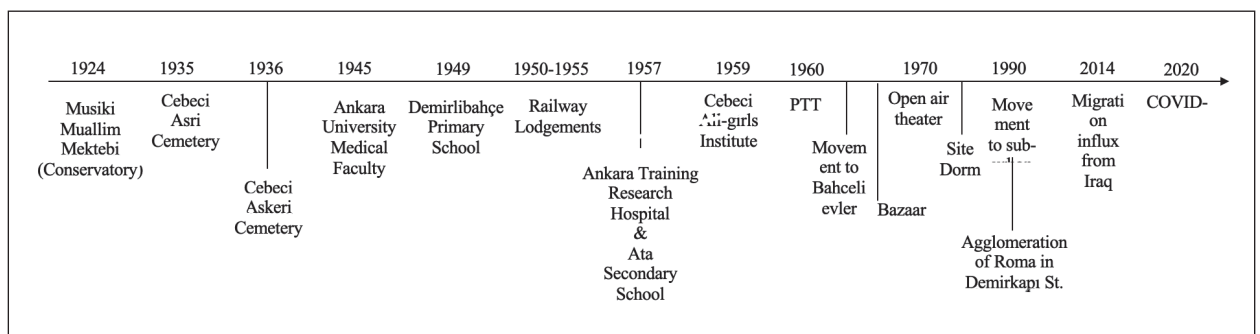 1924 1935 1936 1945 1949 1950-1955 1957 1959 1960 1970 1990 2014 2020
Musiki
Muallim
Mektebi
(Conservatory)
Cebeci
Asri
Cemetery
Cebeci
Askeri
Cemetery
Ankara
University
Medical
Faculty
Demirlibahçe
Primary
School
Railway
Lodgements
Ankara Training
Research
Hospital
&
Ata
Secondary
School
Cebeci
-girls
Institute
PTT
Movem
ent to
Bahceli
evler
Bazaar
Open air
theater
Site
Dorm
Move
ment
to sub-
Agglomeration
of Roma in
Demirkapı St.
Migrati
on
influx
from
Iraq
COVID-